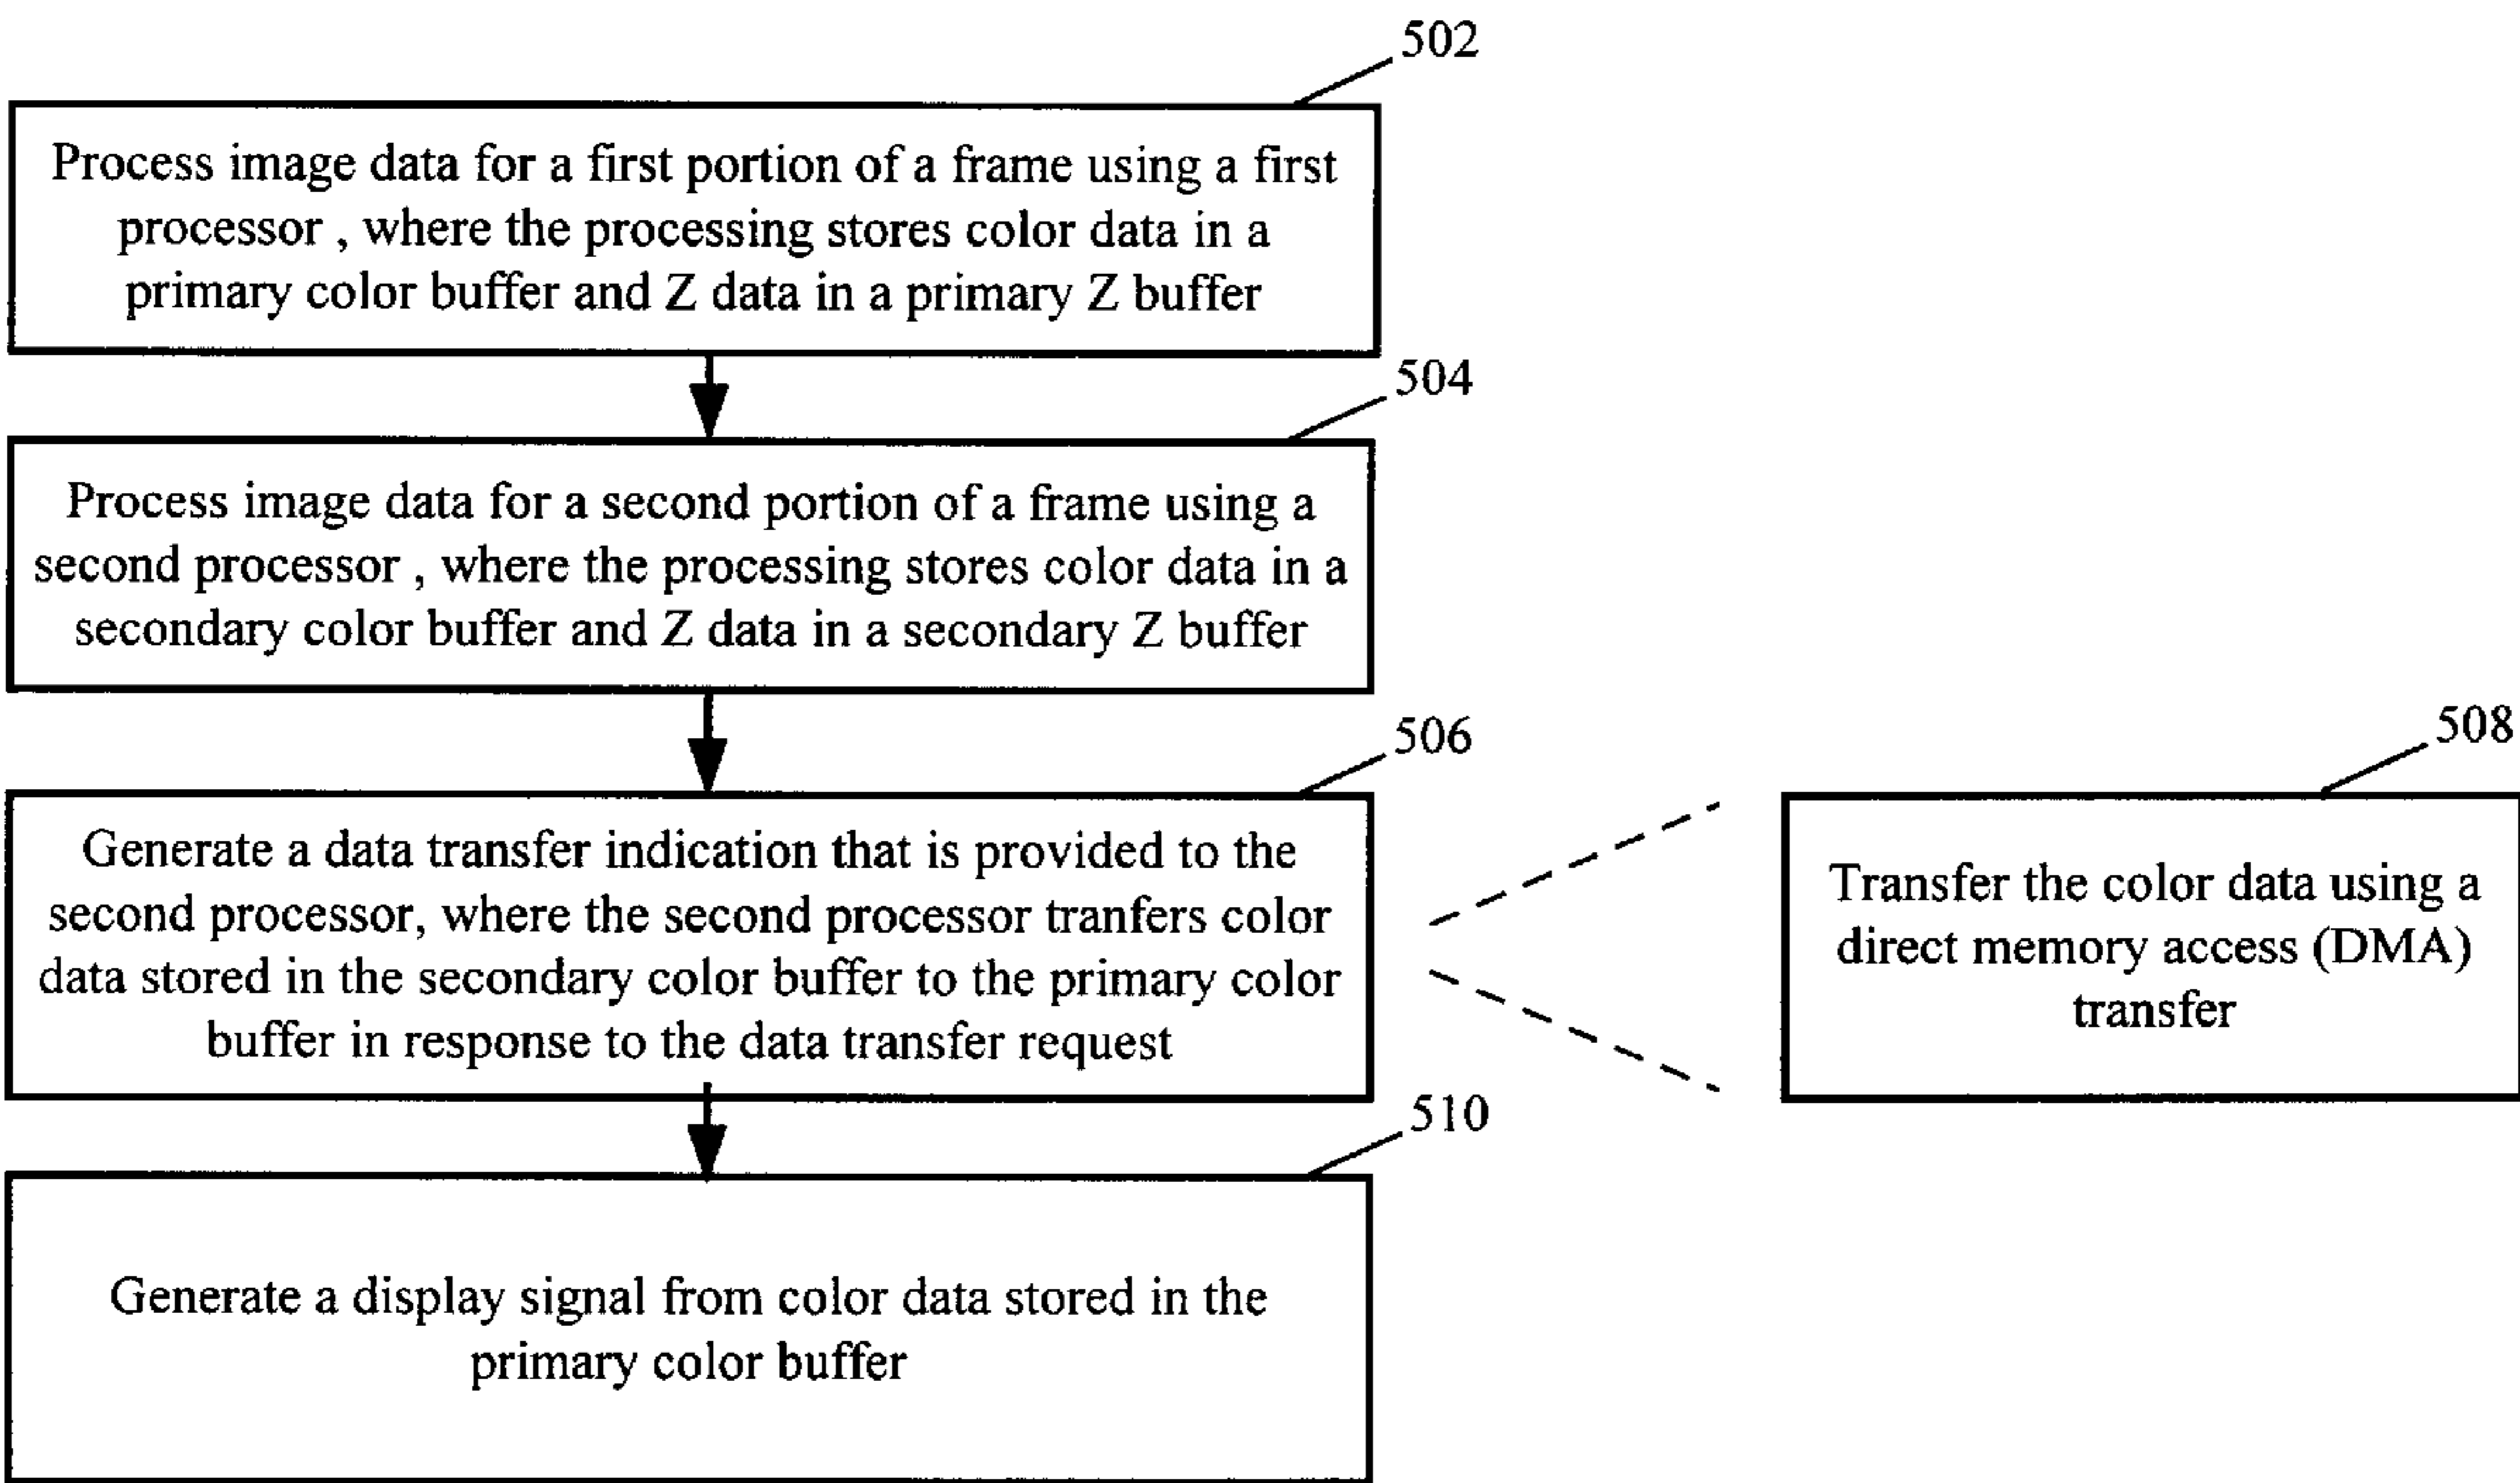 502
Process image data for a first portion of a frame using a first
processor , where the processing stores color data in a
primary color buffer and Z data in a primary Z buffer
504
Process image data for a second portion of a frame using a
second processor , where the processing stores color data in a
secondary color buffer and Z data in a secondary Z buffer
506
Generate a data transfer indication that is provided to the
second processor, where the second processor tranfers color
data stored in the secondary color buffer to the primary color
buffer in response to the data transfer request
508
Transfer the color data using a
direct memory access (DMA)
transfer
510
Generate a display signal from color data stored in the
primary color buffer